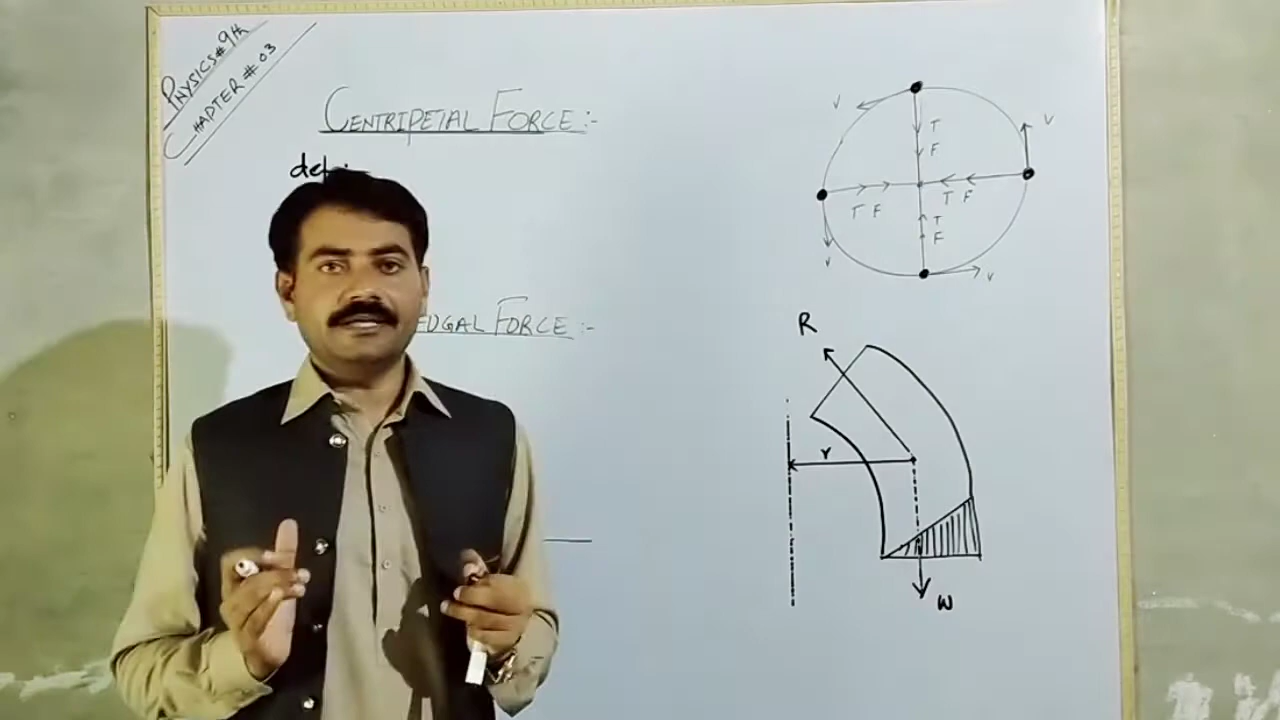 PHYSICS # 9th
CHAPTER # 03
CENTRIPETAL FORCE :-
def:
FUGAL FORCE :-
V
V
T
F
T F
T F
T
F
V
V
R
r
W